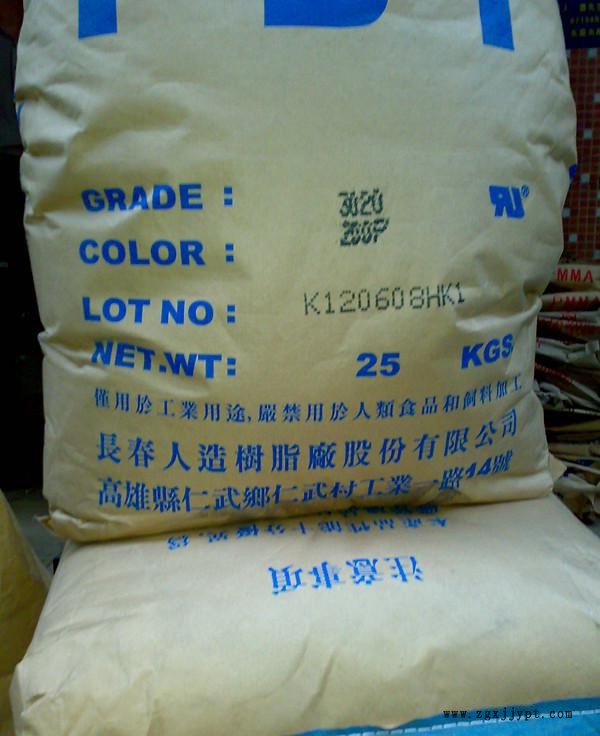 PBT
GRADE : 3020
COLOR : 200P
LOT NO : K120608HK1
NET.WT: 25 KGS
僅用於工業用途,嚴禁用於人類食品和飼料加工
長春人造樹脂廠股份有限公司
高雄縣仁武鄉仁武村工業一路14號
注意事項
MMA
www.zgxjjypt.com